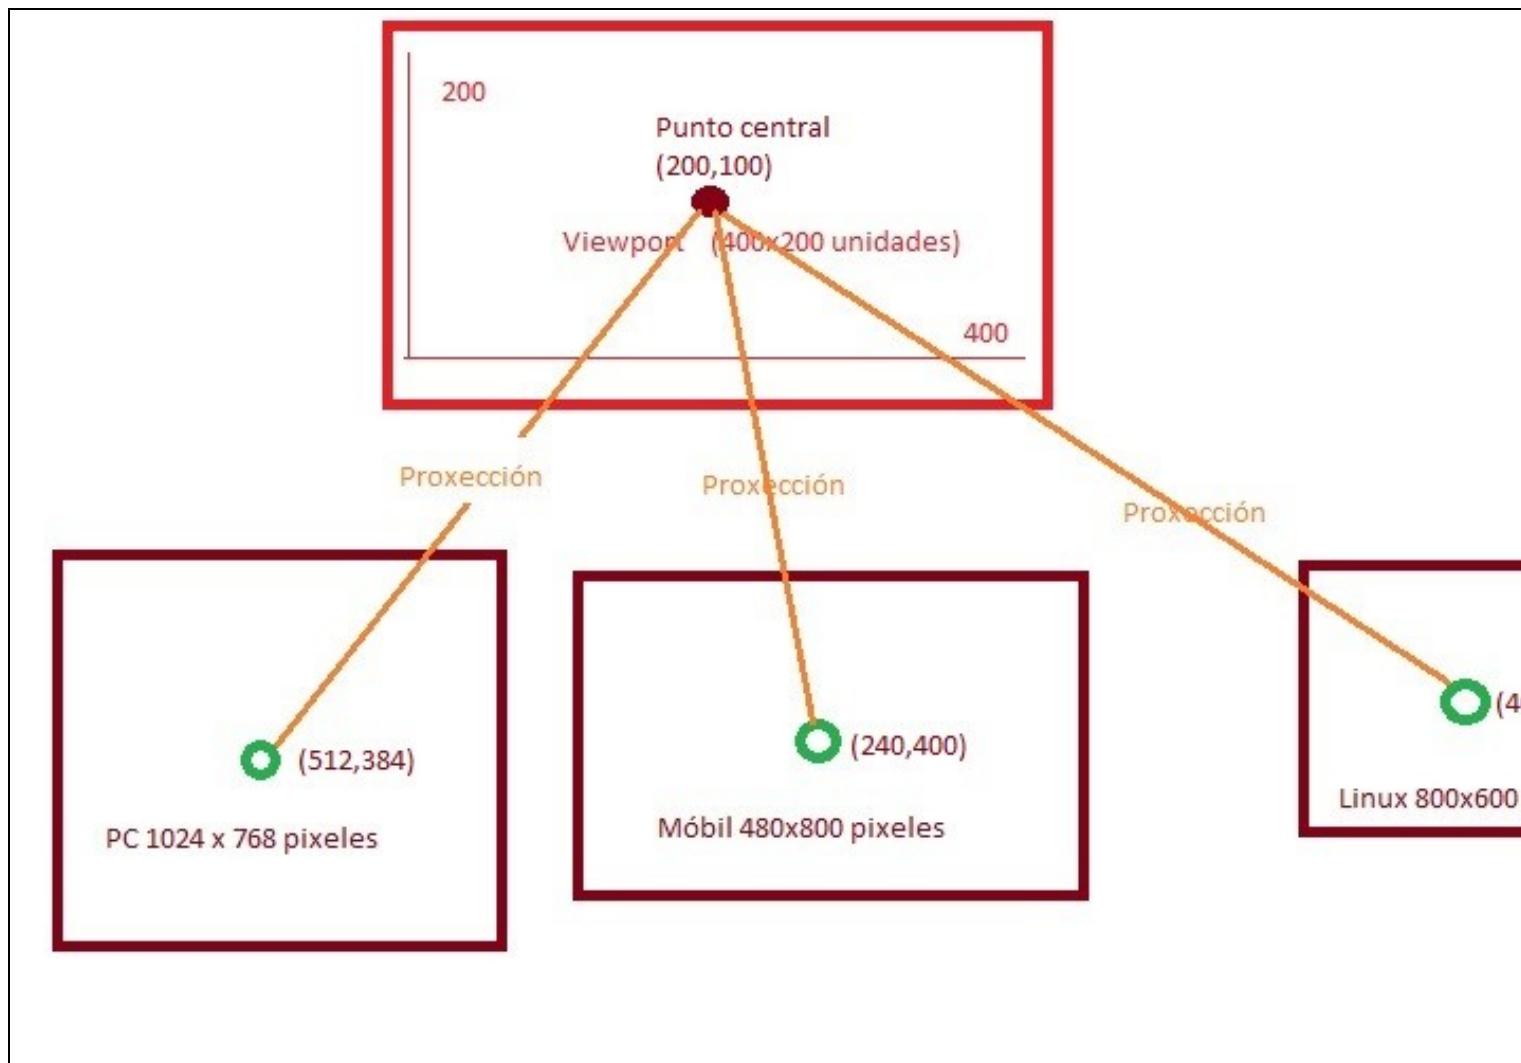 200
Punto central
(200,100)
Viewport (400x200 unidades)
400
Proxección
Proxección
Proxección
(512,384)
PC 1024 x 768 pixeles
(240,400)
Móbil 480x800 pixeles
Linux 800x600